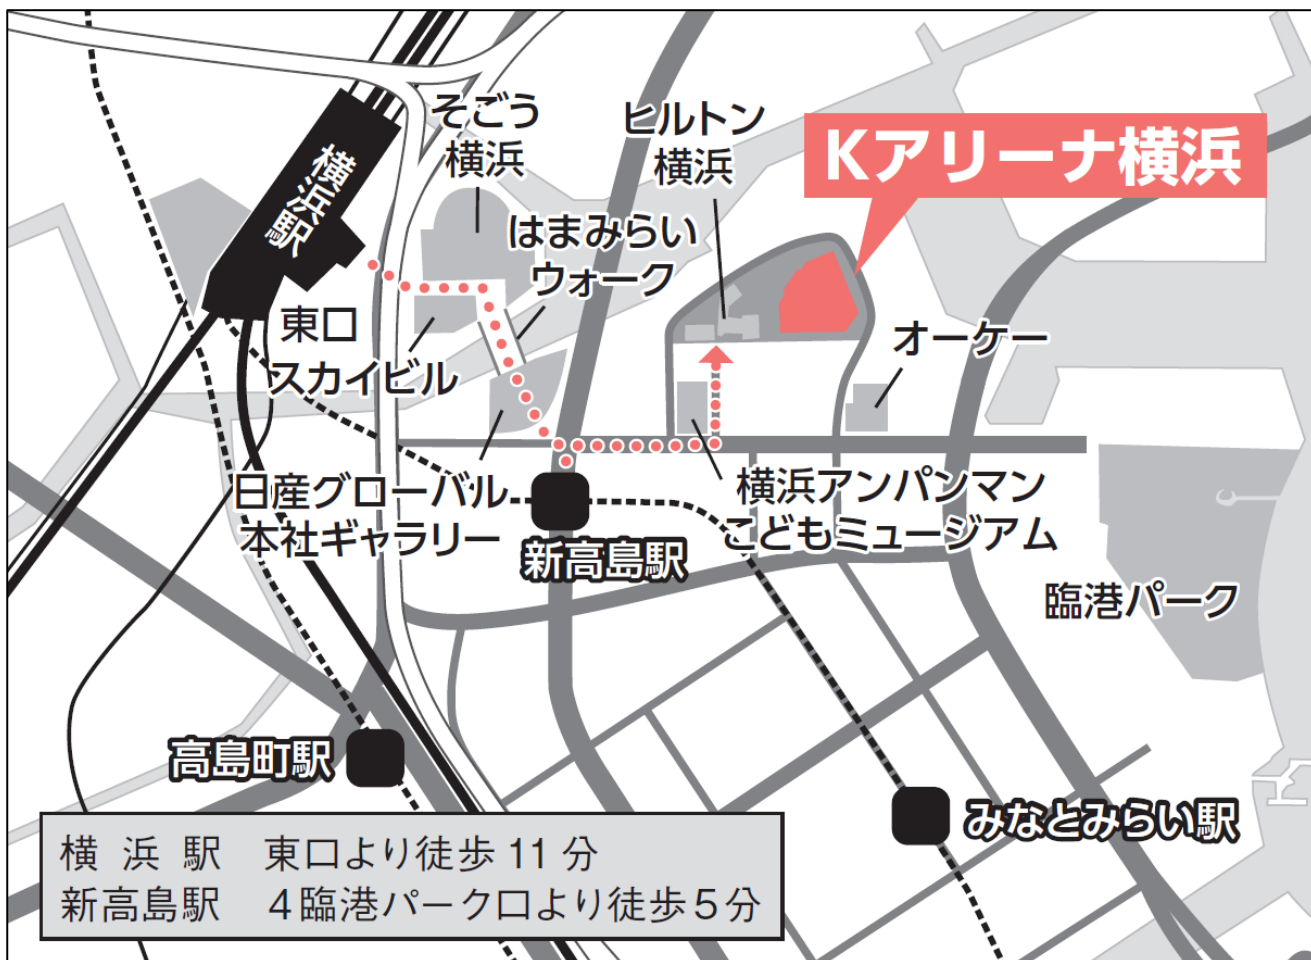 そごう
横浜
ヒルトン
横浜
Kアリーナ横浜
横浜駅
はまみらい
ウォーク
東口
スカイビル
オーケー
日産グローバル
本社ギャラリー
新高島駅
横浜アンパンマン
こどもミュージアム
臨港パーク
高島町駅
みなとみらい駅
横浜駅 東口より徒歩11分
新高島駅 4臨港パーク口より徒歩5分